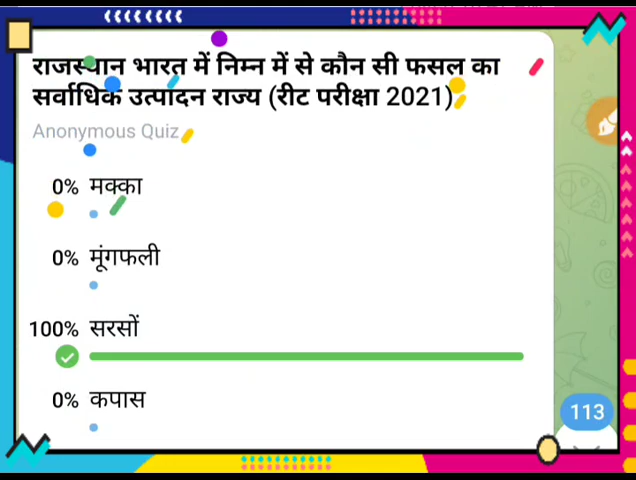 राजस्थान भारत में निम्न में से कौन सी फसल का
सर्वाधिक उत्पादन राज्य (रीट परीक्षा 2021)
Anonymous Quiz
0% मक्का
0% मूंगफली
100% सरसों
0% कपास
113